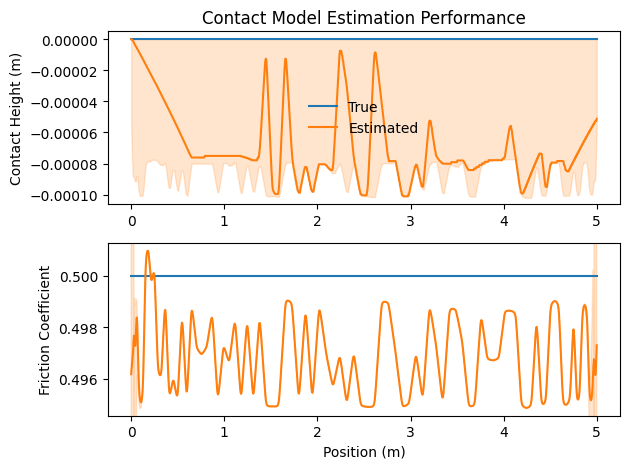 Contact Model Estimation Performance
Contact Height (m)
0.00000
−0.00002
−0.00004
−0.00006
−0.00008
−0.00010
True
Estimated
0 1 2 3 4 5
Friction Coefficient
0.500
0.498
0.496
0 1 2 3 4 5
Position (m)